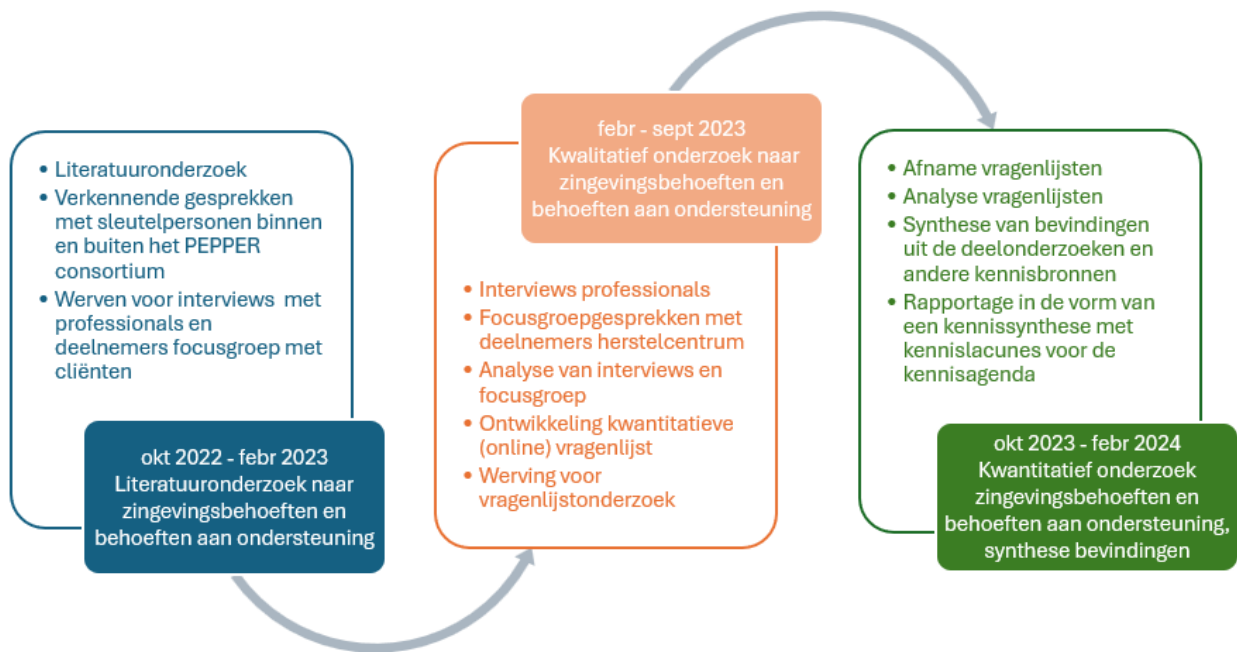 • Literatuuronderzoek
• Verkennende gesprekken
met sleutelpersonen binnen
en buiten het PEPPER
consortium
• Werven voor interviews met
professionals en
deelnemers focusgroep met
cliënten
okt 2022 - febr 2023
Literatuuronderzoek naar
zingevingsbehoeften en
behoeften aan ondersteuning
febr - sept 2023
Kwalitatief onderzoek naar
zingevingsbehoeften en
behoeften aan ondersteuning
• Interviews professionals
• Focusgroepgesprekken met
deelnemers herstelcentrum
• Analyse van interviews en
focusgroep
• Ontwikkeling kwantitatieve
(online) vragenlijst
• Werving voor
vragenlijstonderzoek
• Afname vragenlijsten
• Analyse vragenlijsten
• Synthese van bevindingen
uit de deelonderzoeken en
andere kennisbronnen
• Rapportage in de vorm van
een kennissynthese met
kennislacunes voor de
kennisagenda
okt 2023 - febr 2024
Kwantitatief onderzoek
zingevingsbehoeften en
behoeften aan ondersteuning,
synthese bevindingen